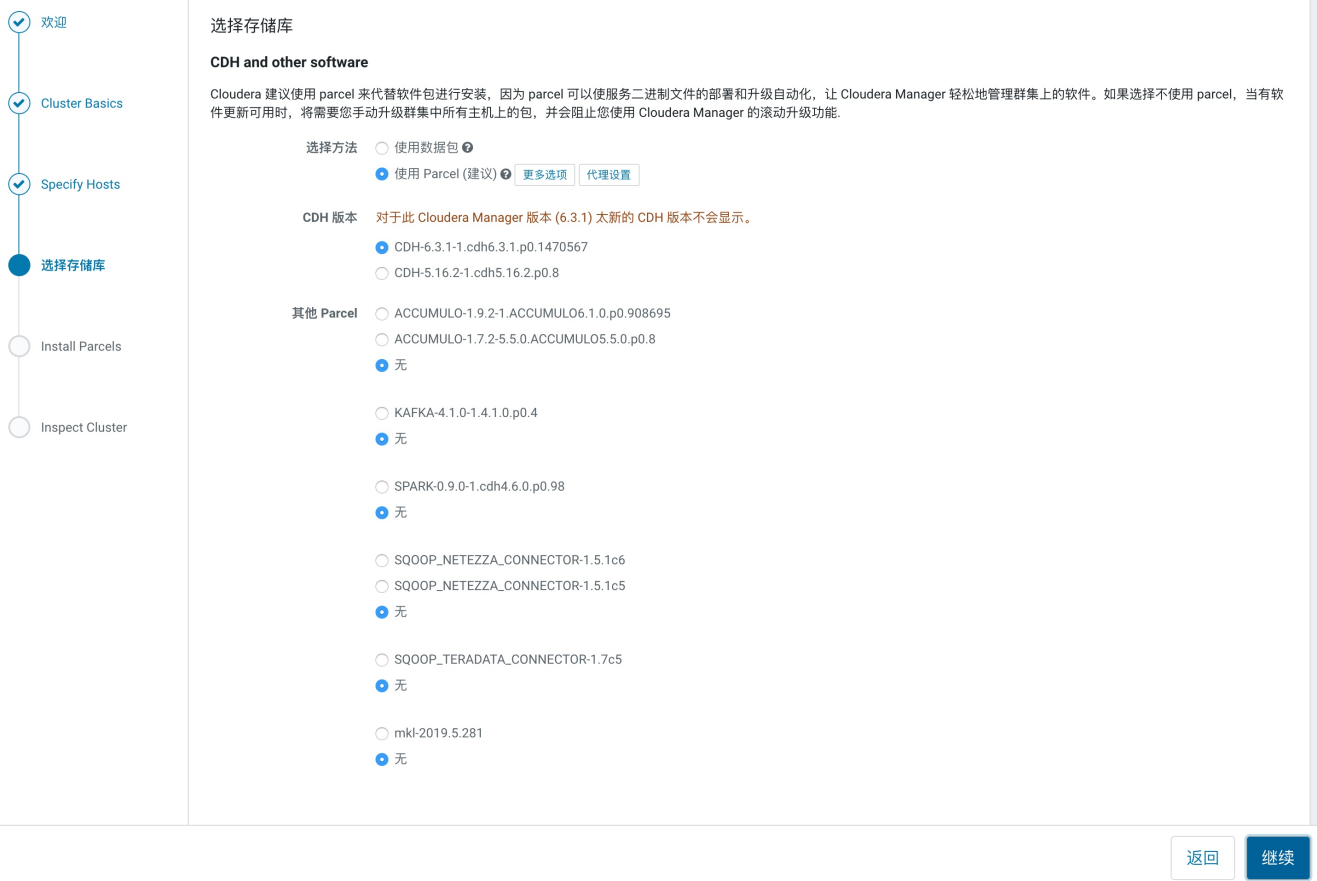 欢迎
Cluster Basics
Specify Hosts
选择存储库
Install Parcels
Inspect Cluster
选择存储库
CDH and other software
Cloudera 建议使用 parcel 来代替软件包进行安装，因为 parcel 可以使服务二进制文件的部署和升级自动化，让 Cloudera Manager 轻松地管理群集上的软件。如果选择不使用 parcel，当有软
件更新可用时，将需要您手动升级群集中所有主机上的包，并会阻止您使用 Cloudera Manager 的滚动升级功能.
选择方法 使用数据包 ?
使用 Parcel (建议) ? 更多选项 代理设置
CDH 版本 对于此 Cloudera Manager 版本 (6.3.1) 太新的 CDH 版本不会显示。
CDH-6.3.1-1.cdh6.3.1.p0.1470567
CDH-5.16.2-1.cdh5.16.2.p0.8
其他 Parcel ACCUMULO-1.9.2-1.ACCUMULO6.1.0.p0.908695
ACCUMULO-1.7.2-5.5.0.ACCUMULO5.5.0.p0.8
无
KAFKA-4.1.0-1.4.1.0.p0.4
无
SPARK-0.9.0-1.cdh4.6.0.p0.98
无
SQOOP_NETEZZA_CONNECTOR-1.5.1c6
SQOOP_NETEZZA_CONNECTOR-1.5.1c5
无
SQOOP_TERADATA_CONNECTOR-1.7c5
无
mkl-2019.5.281
无
返回 继续